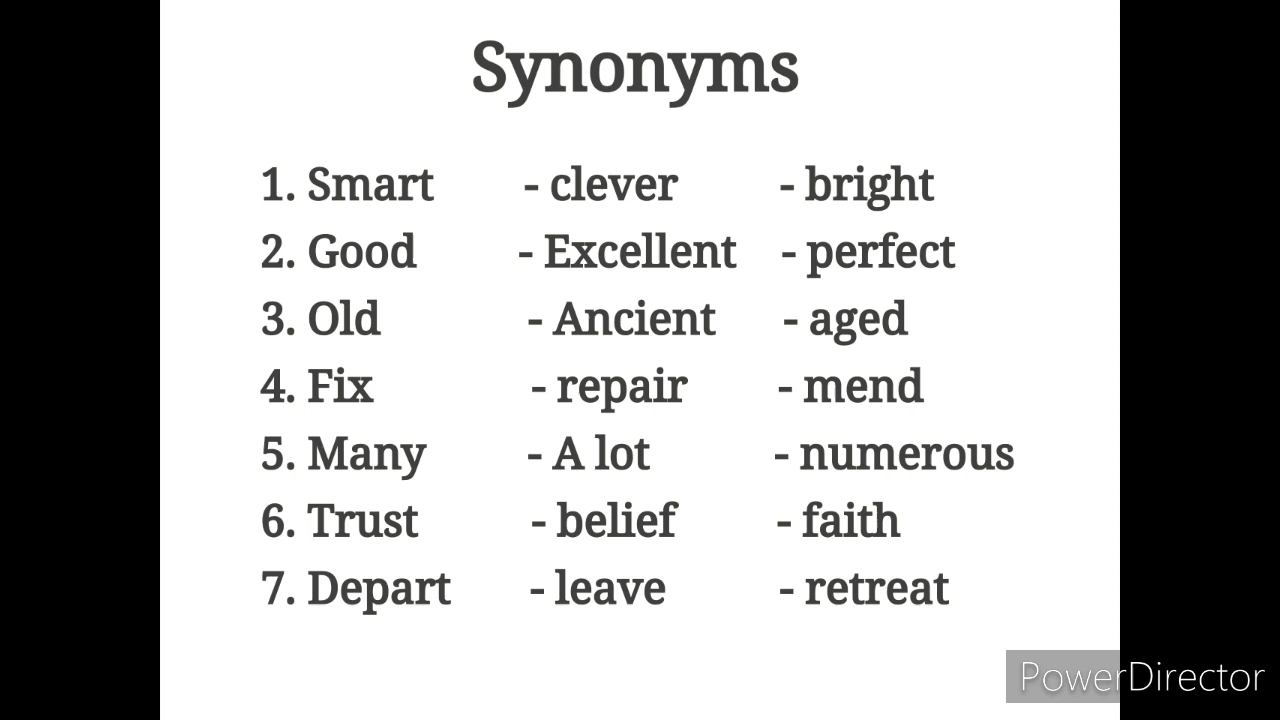 Synonyms
1. Smart - clever - bright
2. Good - Excellent - perfect
3. Old - Ancient - aged
4. Fix - repair - mend
5. Many - A lot - numerous
6. Trust - belief - faith
7. Depart - leave - retreat
PowerDirector